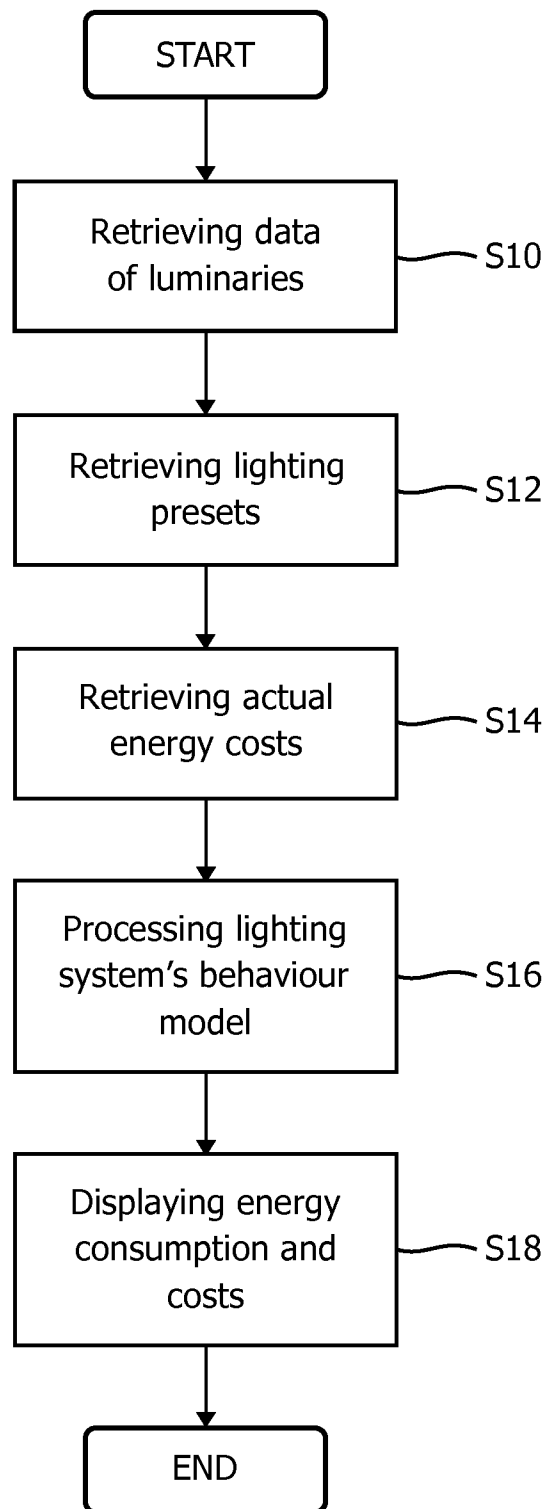 START
Retrieving data
of luminaries
S10
Retrieving lighting
presets
S12
Retrieving actual
energy costs
S14
Processing lighting
system's behaviour
model
S16
Displaying energy
consumption and
costs
S18
END